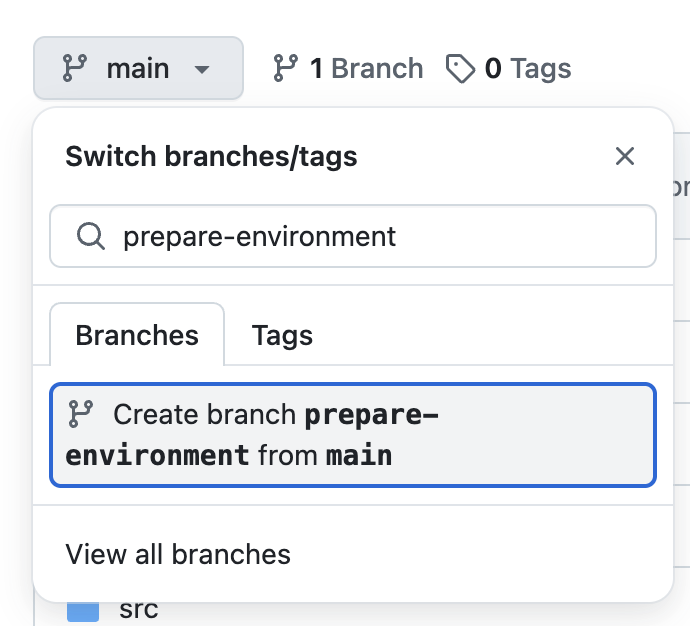 main 1 Branch 0 Tags
Switch branches/tags
prepare-environment
Branches Tags
Create branch prepare-
environment from main
View all branches
src